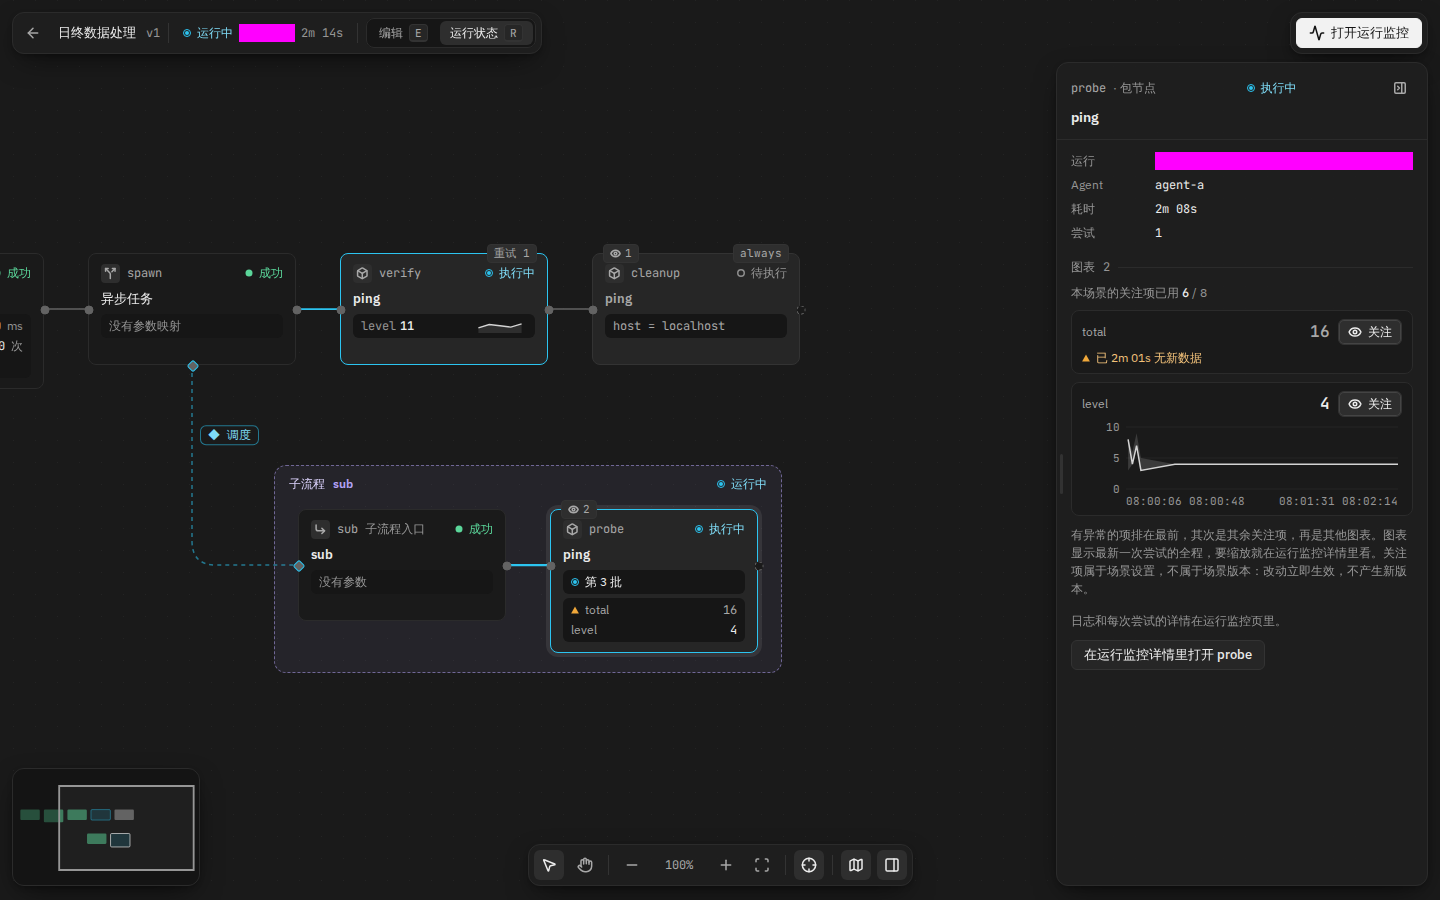 日终数据处理 v1 运行中 2m 14s 编辑 E 运行状态 R
打开运行监控
probe · 包节点 执行中
ping
运行
Agent agent-a
耗时 2m 08s
尝试 1
图表 2
本场景的关注项已用 6 / 8
total 16 关注
已 2m 01s 无新数据
level 4 关注
10
5
0
08:00:06 08:00:48 08:01:31 08:02:14
有异常的项排在最前，其次是其余关注项，再是其他图表。图表
显示最新一次尝试的全程，要缩放就在运行监控详情里看。关注
项属于场景设置，不属于场景版本：改动立即生效，不产生新版
本。
日志和每次尝试的详情在运行监控页里。
在运行监控详情里打开 probe
成功
ms
0 次
spawn 成功
异步任务
没有参数映射
重试 1
verify 执行中
ping
level 11
1 always
cleanup 待执行
ping
host = localhost
调度
子流程 sub 运行中
sub 子流程入口 成功
sub
没有参数
2
probe 执行中
ping
第 3 批
total 16
level 4
100%